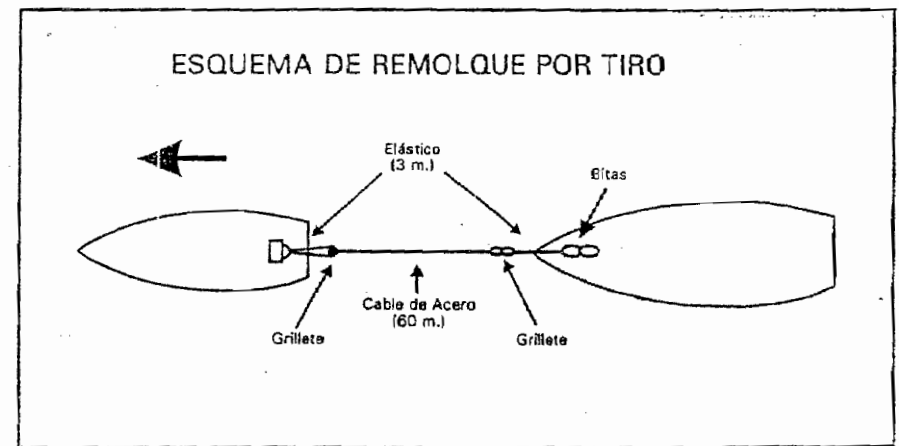 ESQUEMA DE REMOLQUE POR TIRO
Elástico
(3 m.)
Bitas
Cable de Acero
(60 m.)
Grillete
Grillete